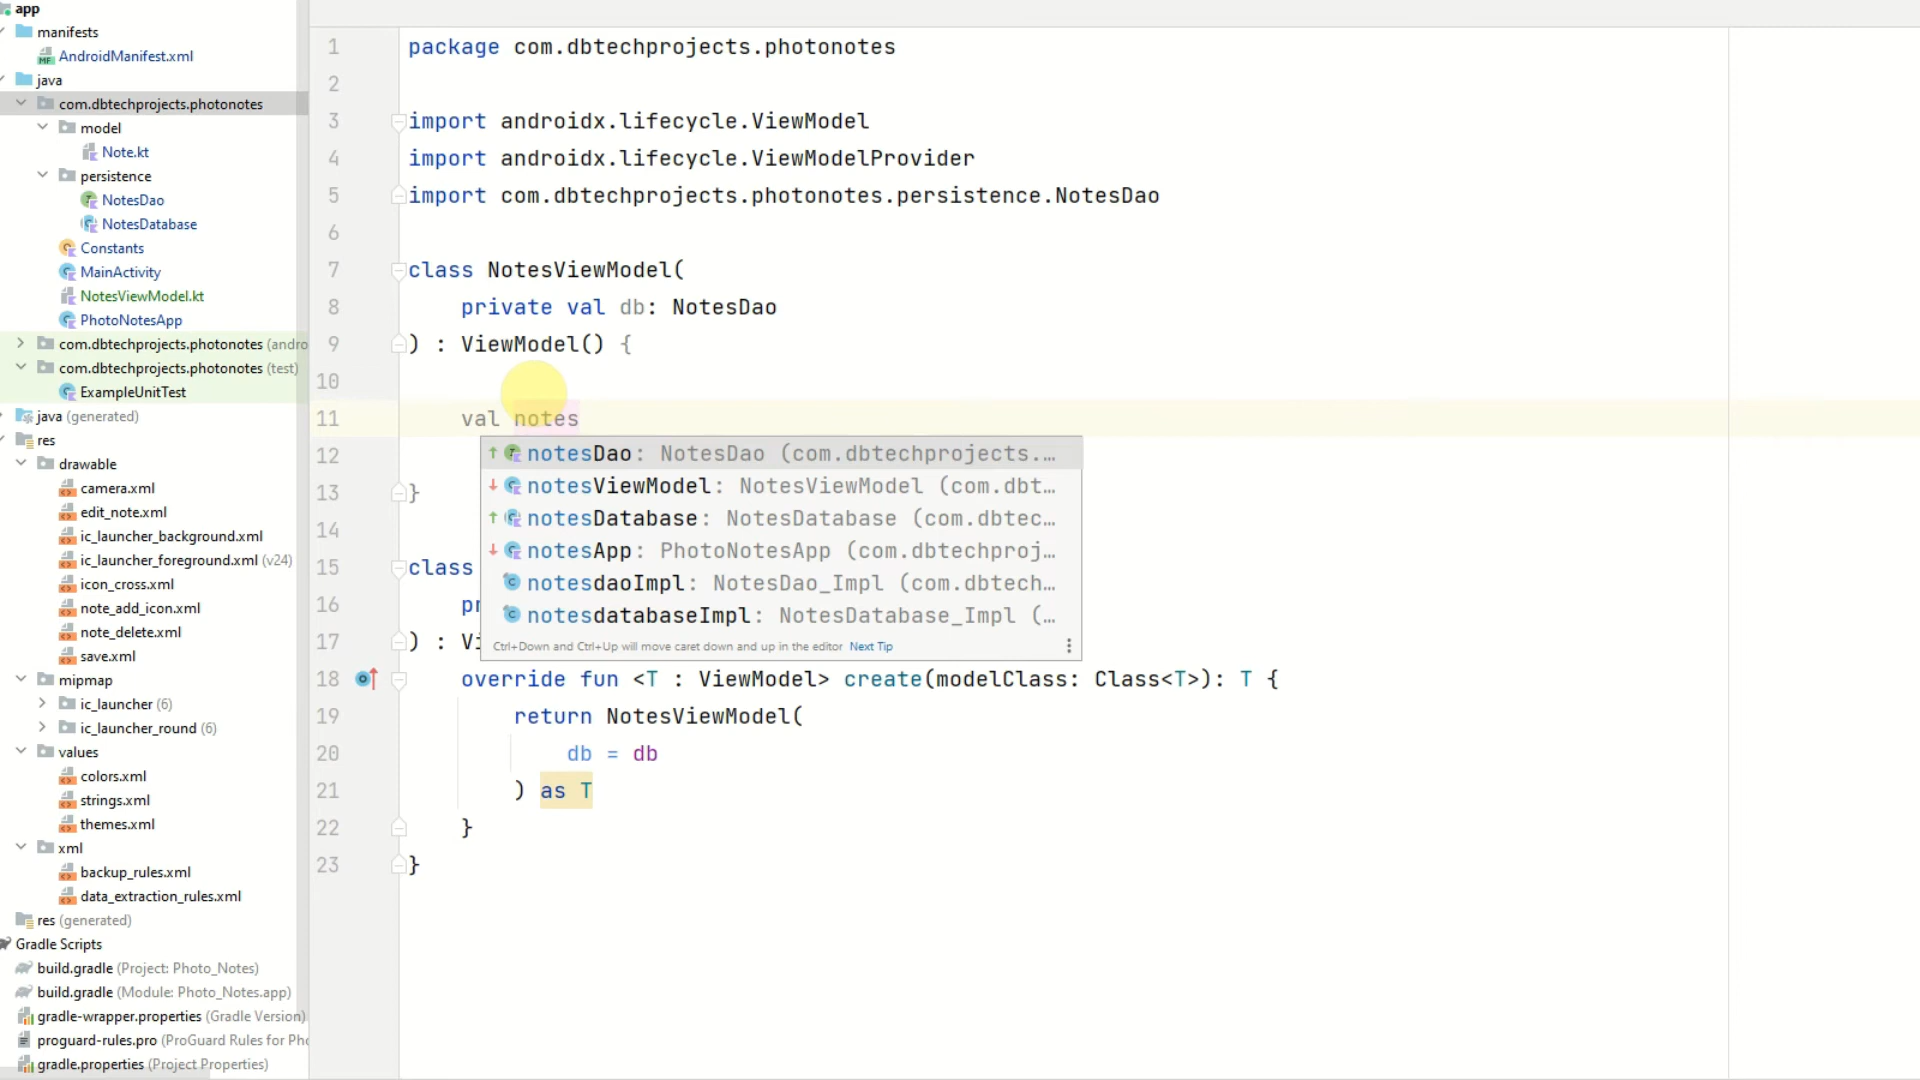 app
manifests
AndroidManifest.xml
java
com.dbtechprojects.photonotes
model
Note.kt
persistence
NotesDao
NotesDatabase
Constants
MainActivity
NotesViewModel.kt
PhotoNotesApp
com.dbtechprojects.photonotes (andro
com.dbtechprojects.photonotes (test)
ExampleUnitTest
java (generated)
res
drawable
camera.xml
edit_note.xml
ic_launcher_background.xml
ic_launcher_foreground.xml (v24)
icon_cross.xml
note_add_icon.xml
note_delete.xml
save.xml
mipmap
ic_launcher (6)
ic_launcher_round (6)
values
colors.xml
strings.xml
themes.xml
xml
backup_rules.xml
data_extraction_rules.xml
res (generated)
Gradle Scripts
build.gradle (Project: Photo_Notes)
build.gradle (Module: Photo_Notes.app)
gradle-wrapper.properties (Gradle Version)
proguard-rules.pro (ProGuard Rules for Pho
gradle.properties (Project Properties)
1 package com.dbtechprojects.photonotes
2
3 import androidx.lifecycle.ViewModel
4 import androidx.lifecycle.ViewModelProvider
5 import com.dbtechprojects.photonotes.persistence.NotesDao
6
7 class NotesViewModel(
8 private val db: NotesDao
9 ) : ViewModel() {
10
11 val notes
notesDao: NotesDao (com.dbtechprojects....
12
notesViewModel: NotesViewModel (com.dbt...
13 }
notesDatabase: NotesDatabase (com.dbtec...
14
notesApp: PhotoNotesApp (com.dbtechproj...
15 class
notesdaoImpl: NotesDao_Impl (com.dbtech...
16 pr
notesdatabaseImpl: NotesDatabase_Impl (...
17 ) : Vi
Ctrl+Down and Ctrl+Up will move caret down and up in the editor Next Tip
18 override fun <T : ViewModel> create(modelClass: Class<T>): T {
19 return NotesViewModel(
20 db = db
21 ) as T
22 }
23 }